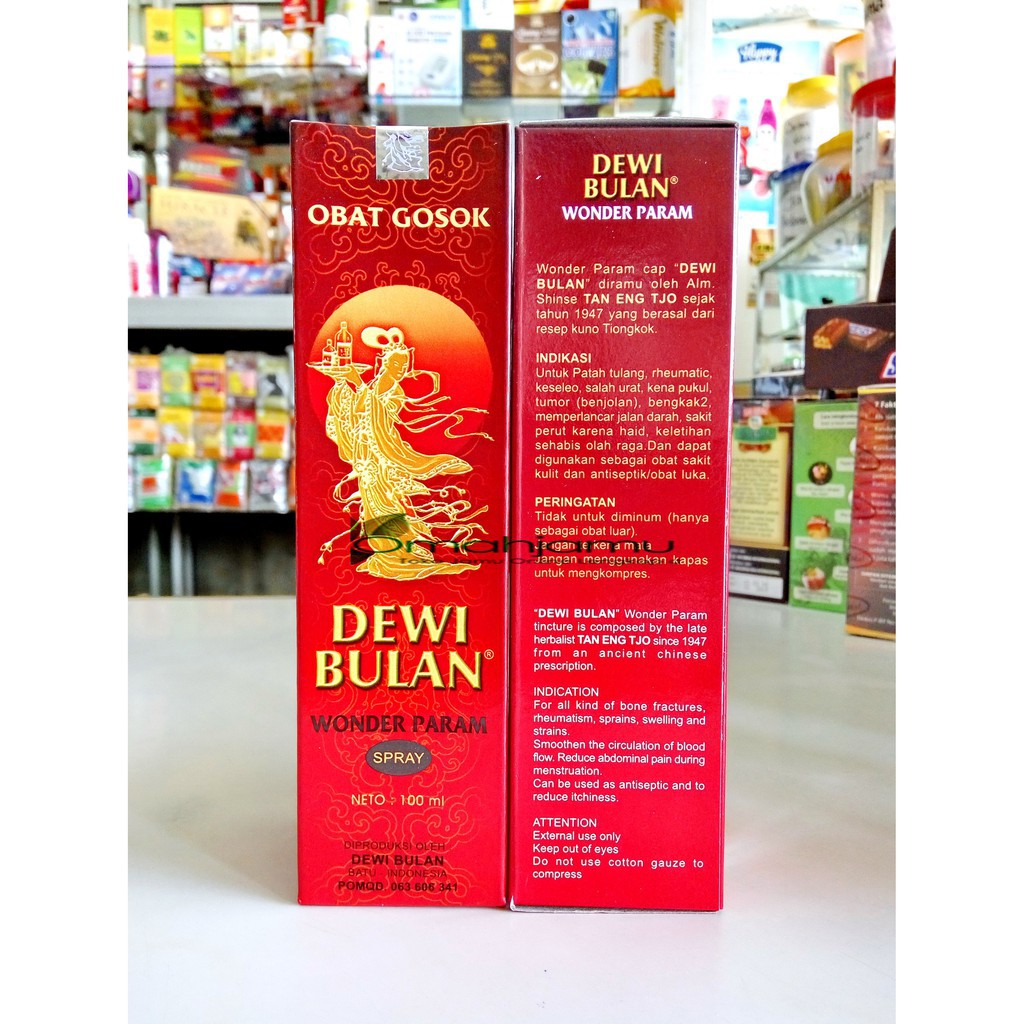 OBAT GOSOK
DEWI
BULAN®
WONDER PARAM
SPRAY
NETO : 100 ml
DIPRODUKSI OLEH
DEWI BULAN
BATU - INDONESIA
POMQD. 063 606 341
DEWI
BULAN®
WONDER PARAM
Wonder Param cap "DEWI
BULAN" diramu oleh Alm.
Shinse TAN ENG TJO sejak
tahun 1947 yang berasal dari
resep kuno Tiongkok.
INDIKASI
Untuk Patah tulang, rheumatic,
keseleo, salah urat, kena pukul,
tumor (benjolan), bengkak2,
memperlancar jalan darah, sakit
perut karena haid, keletihan
sehabis olah raga.Dan dapat
digunakan sebagai obat sakit
kulit dan antiseptik/obat luka.
PERINGATAN
Tidak untuk diminum (hanya
sebagai obat luar).
Jangan terkena mata
Jangan menggunakan kapas
untuk mengkompres.
"DEWI BULAN" Wonder Param
tincture is composed by the late
herbalist TAN ENG TJO since 1947
from an ancient chinese
prescription.
INDICATION
For all kind of bone fractures,
rheumatism, sprains, swelling and
strains.
Smoothen the circulation of blood
flow. Reduce abdominal pain during
menstruation.
Can be used as antiseptic and to
reduce itchiness.
ATTENTION
External use only
Keep out of eyes
Do not use cotton gauze to
compress
omahjamu
Happy
7 Fakta